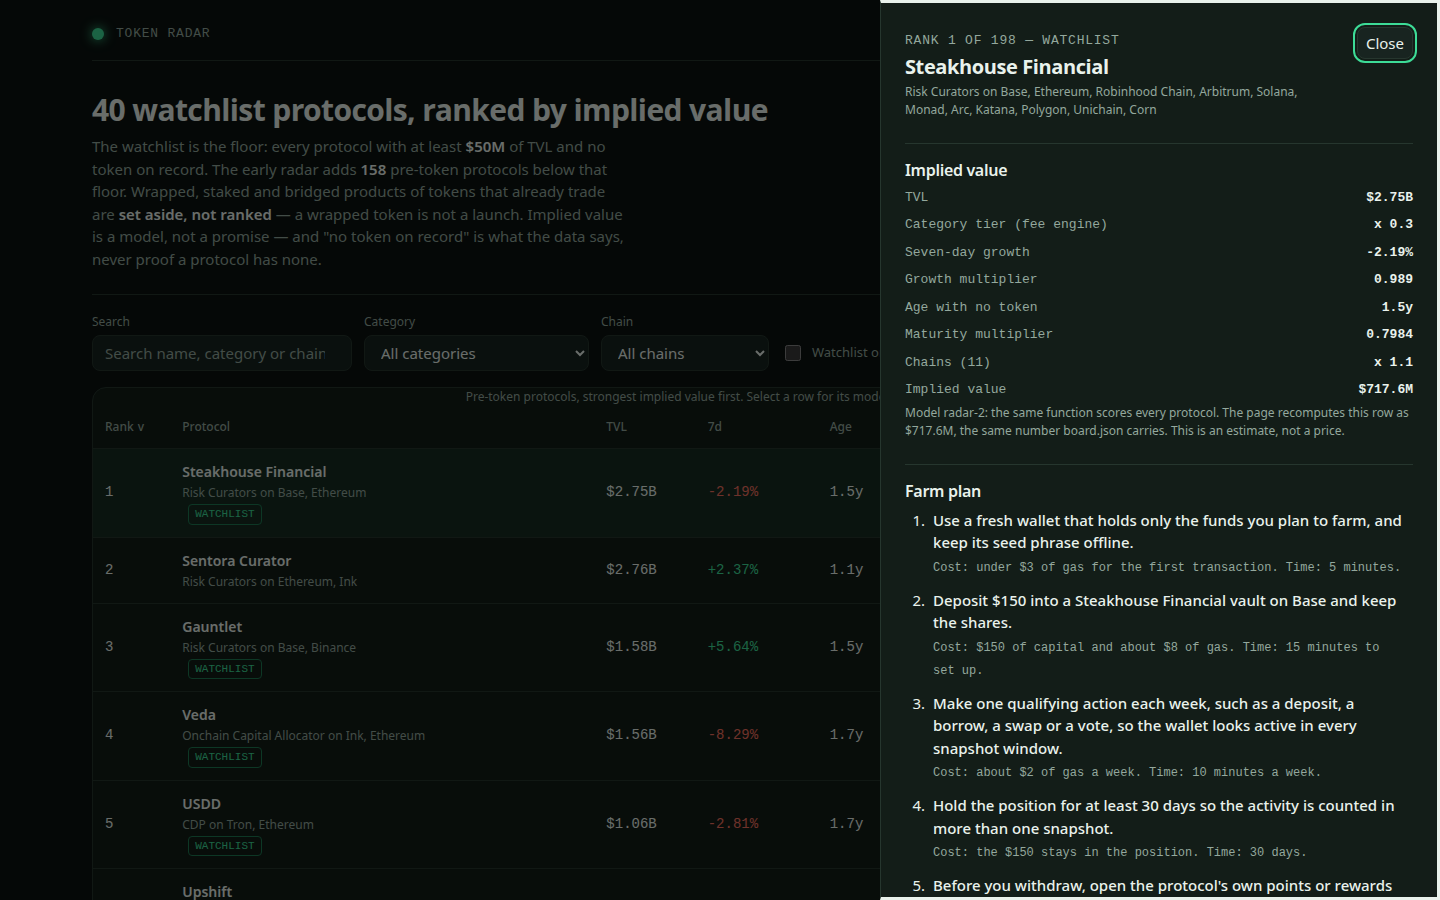 TOKEN RADAR
40 watchlist protocols, ranked by implied value
The watchlist is the floor: every protocol with at least $50M of TVL and no
token on record. The early radar adds 158 pre-token protocols below that
floor. Wrapped, staked and bridged products of tokens that already trade
are set aside, not ranked — a wrapped token is not a launch. Implied value
is a model, not a promise — and "no token on record" is what the data says,
never proof a protocol has none.
Search
Category
Chain
Search name, category or chain
All categories
All chains
Watchlist o
Pre-token protocols, strongest implied value first. Select a row for its mod
Rank v
Protocol
TVL
7d
Age
1
Steakhouse Financial
Risk Curators on Base, Ethereum
WATCHLIST
$2.75B
-2.19%
1.5y
2
Sentora Curator
Risk Curators on Ethereum, Ink
$2.76B
+2.37%
1.1y
3
Gauntlet
Risk Curators on Base, Binance
WATCHLIST
$1.58B
+5.64%
1.5y
4
Veda
Onchain Capital Allocator on Ink, Ethereum
WATCHLIST
$1.56B
-8.29%
1.7y
5
USDD
CDP on Tron, Ethereum
WATCHLIST
$1.06B
-2.81%
1.7y
Upshift
RANK 1 OF 198 — WATCHLIST
Close
Steakhouse Financial
Risk Curators on Base, Ethereum, Robinhood Chain, Arbitrum, Solana,
Monad, Arc, Katana, Polygon, Unichain, Corn
Implied value
TVL $2.75B
Category tier (fee engine) x 0.3
Seven-day growth -2.19%
Growth multiplier 0.989
Age with no token 1.5y
Maturity multiplier 0.7984
Chains (11) x 1.1
Implied value $717.6M
Model radar-2: the same function scores every protocol. The page recomputes this row as
$717.6M, the same number board.json carries. This is an estimate, not a price.
Farm plan
1. Use a fresh wallet that holds only the funds you plan to farm, and
keep its seed phrase offline.
Cost: under $3 of gas for the first transaction. Time: 5 minutes.
2. Deposit $150 into a Steakhouse Financial vault on Base and keep
the shares.
Cost: $150 of capital and about $8 of gas. Time: 15 minutes to
set up.
3. Make one qualifying action each week, such as a deposit, a
borrow, a swap or a vote, so the wallet looks active in every
snapshot window.
Cost: about $2 of gas a week. Time: 10 minutes a week.
4. Hold the position for at least 30 days so the activity is counted in
more than one snapshot.
Cost: the $150 stays in the position. Time: 30 days.
5. Before you withdraw, open the protocol's own points or rewards